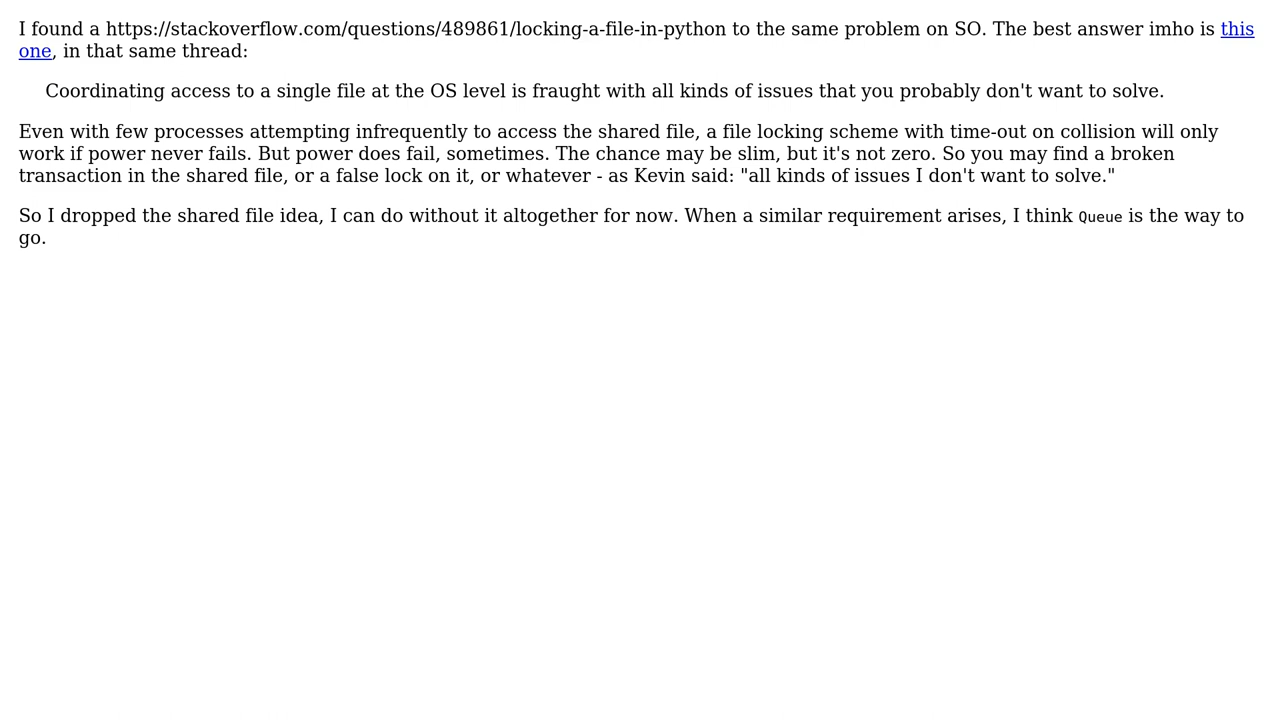 I found a https://stackoverflow.com/questions/489861/locking-a-file-in-python to the same problem on SO. The best answer imho is this
one, in that same thread:
Coordinating access to a single file at the OS level is fraught with all kinds of issues that you probably don't want to solve.
Even with few processes attempting infrequently to access the shared file, a file locking scheme with time-out on collision will only
work if power never fails. But power does fail, sometimes. The chance may be slim, but it's not zero. So you may find a broken
transaction in the shared file, or a false lock on it, or whatever - as Kevin said: "all kinds of issues I don't want to solve."
So I dropped the shared file idea, I can do without it altogether for now. When a similar requirement arises, I think Queue is the way to
go.